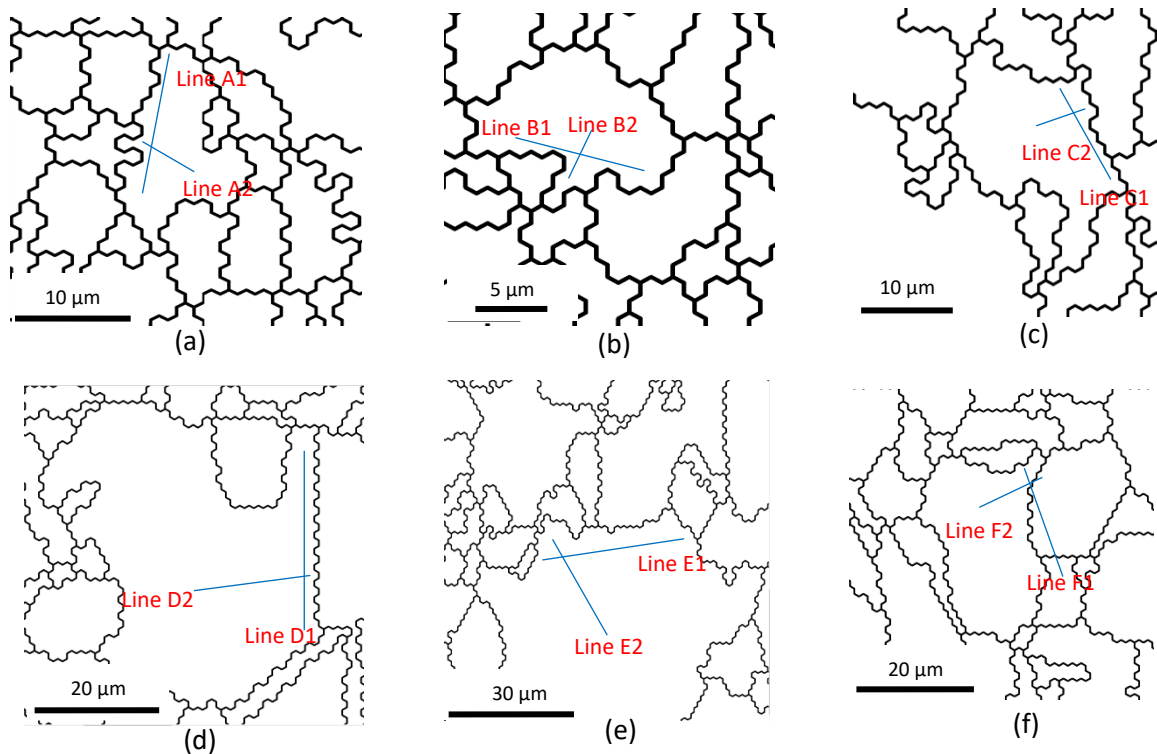 Line A1
Line A2
10 µm
(a)
Line B1
Line B2
5 µm
(b)
Line C2
Line C1
10 µm
(c)
Line D2
Line D1
20 µm
(d)
Line E1
Line E2
30 µm
(e)
Line F2
Line F1
20 µm
(f)